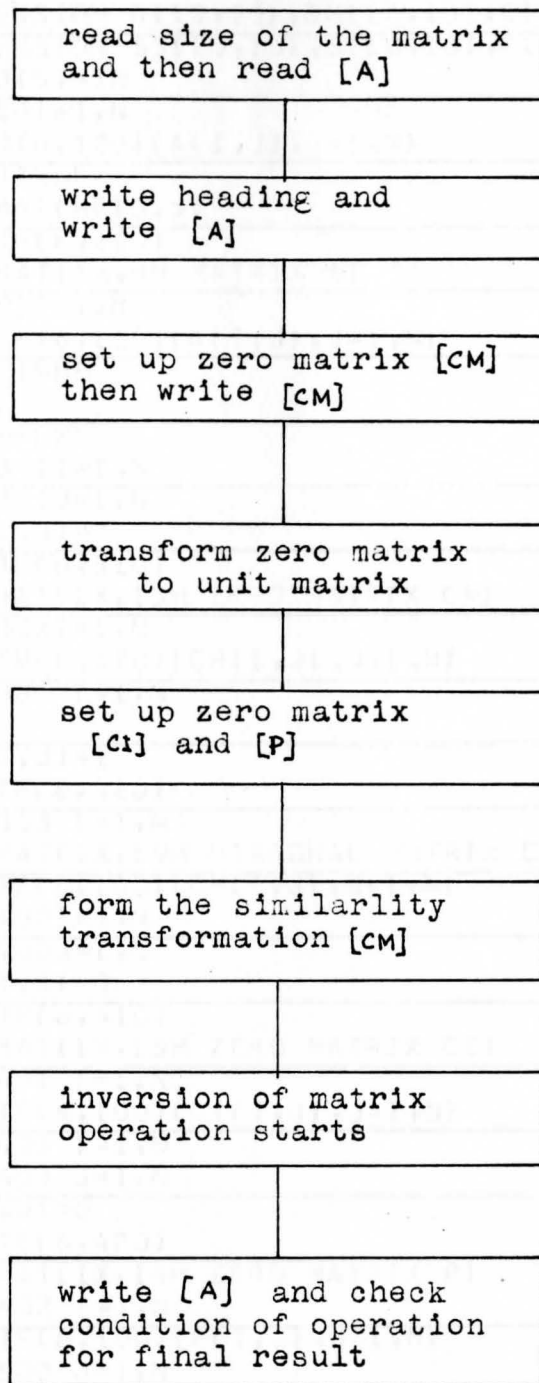 read size of the matrix
and then read [A]
write heading and
write [A]
set up zero matrix [CM]
then write [CM]
transform zero matrix
to unit matrix
set up zero matrix
[C1] and [P]
form the similarlity
transformation [CM]
inversion of matrix
operation starts
write [A] and check
condition of operation
for final result